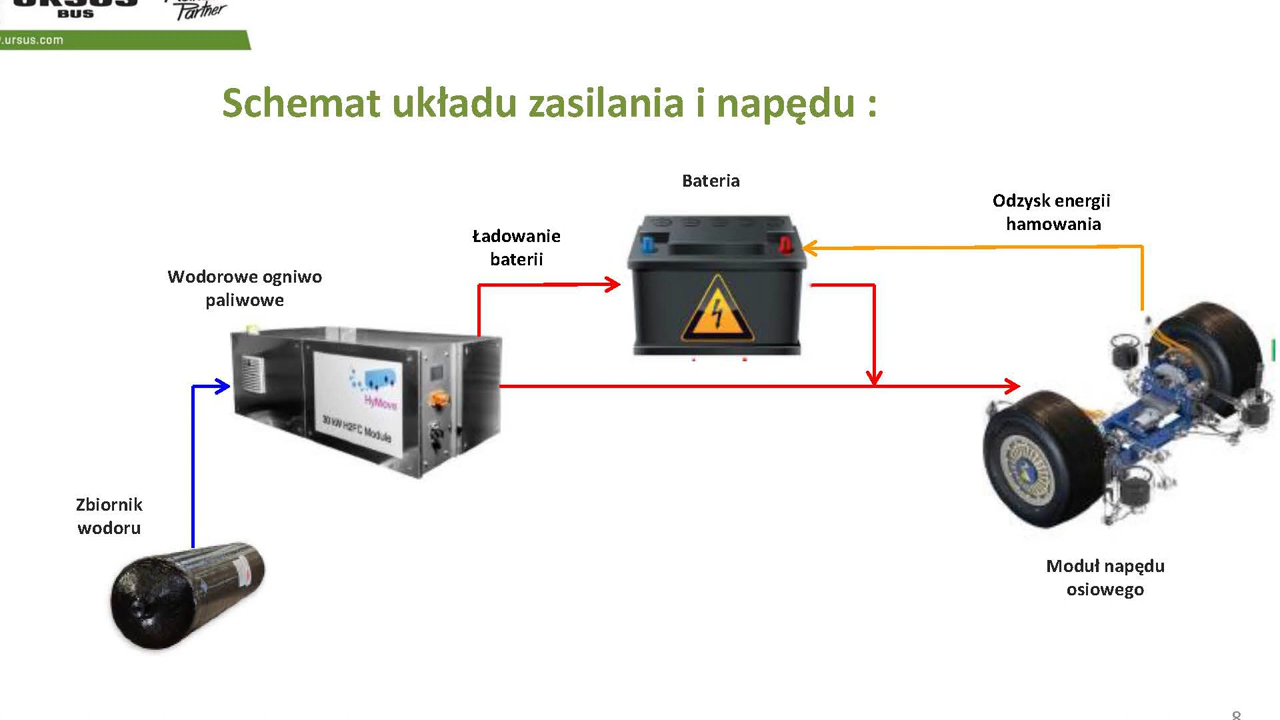 URSUS
BUS
Partner
.ursus.com
Schemat układu zasilania i napędu :
Bateria
Odzysk energii
hamowania
Ładowanie
baterii
Wodorowe ogniwo
paliwowe
HyMove
30 kW H2FC Module
Zbiornik
wodoru
Moduł napędu
osiowego
8